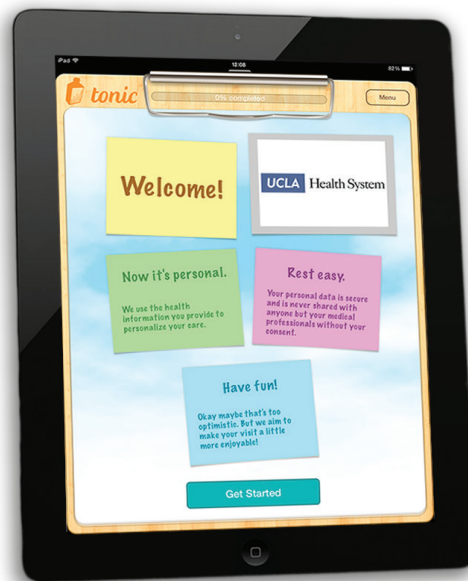 iPad
12:08
82%
tonic
0% completed
Menu
Welcome!
UCLA Health System
Now it's personal.
We use the health
information you provide to
personalize your care.
Rest easy.
Your personal data is secure
and is never shared with
anyone but your medical
professionals without your
consent.
Have fun!
Okay maybe that's too
optimistic. But we aim to
make your visit a little
more enjoyable!
Get Started